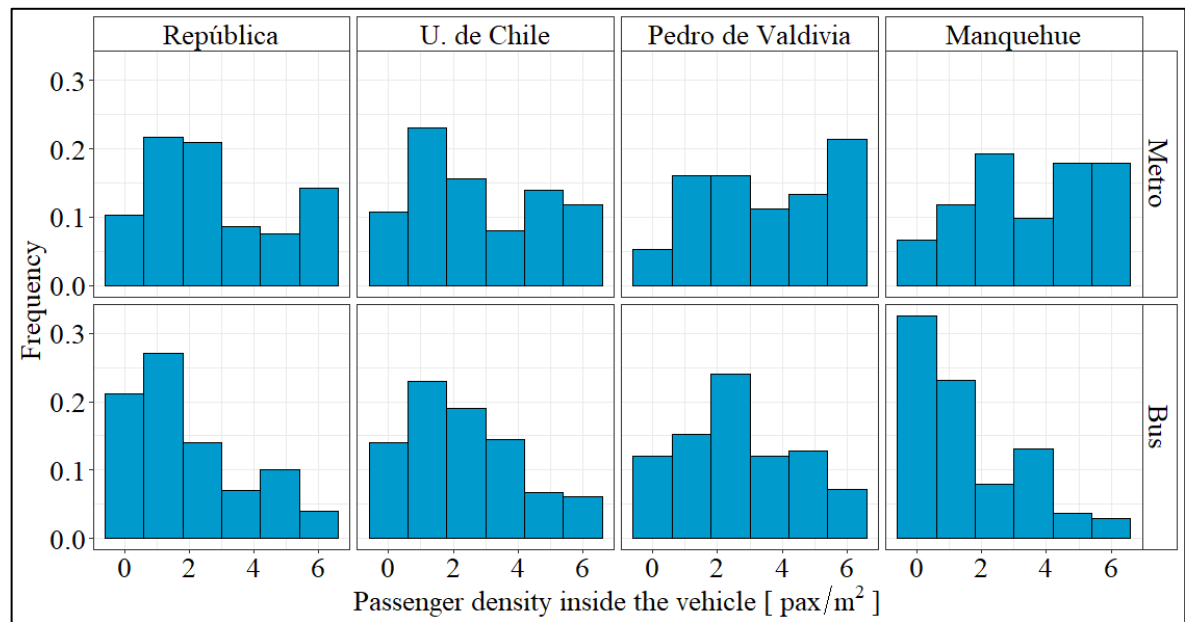 República
U. de Chile
Pedro de Valdivia
Manquehue
Frequency
0.3
0.2
0.1
0.0
Metro
0.3
0.2
0.1
0.0
Bus
0 2 4 6
0 2 4 6
0 2 4 6
0 2 4 6
Passenger density inside the vehicle [ pax/m² ]